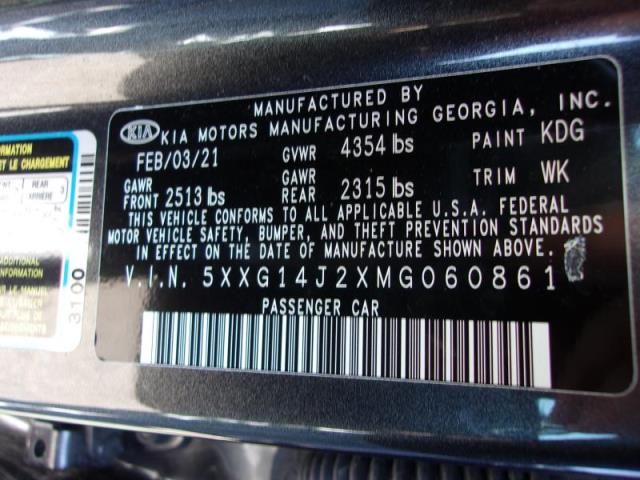 MANUFACTURED BY
KIA KIA MOTORS MANUFACTURING GEORGIA, INC.
FEB/03/21 GVWR 4354 lbs PAINT KDG
GAWR FRONT 2513 lbs GAWR REAR 2315 lbs TRIM WK
THIS VEHICLE CONFORMS TO ALL APPLICABLE U.S.A. FEDERAL
MOTOR VEHICLE SAFETY, BUMPER, AND THEFT PREVENTION STANDARDS
IN EFFECT ON THE DATE OF MANUFACTURE SHOWN ABOVE.
V.I.N. 5XXG14J2XMG060861
PASSENGER CAR
REAR 3
3100